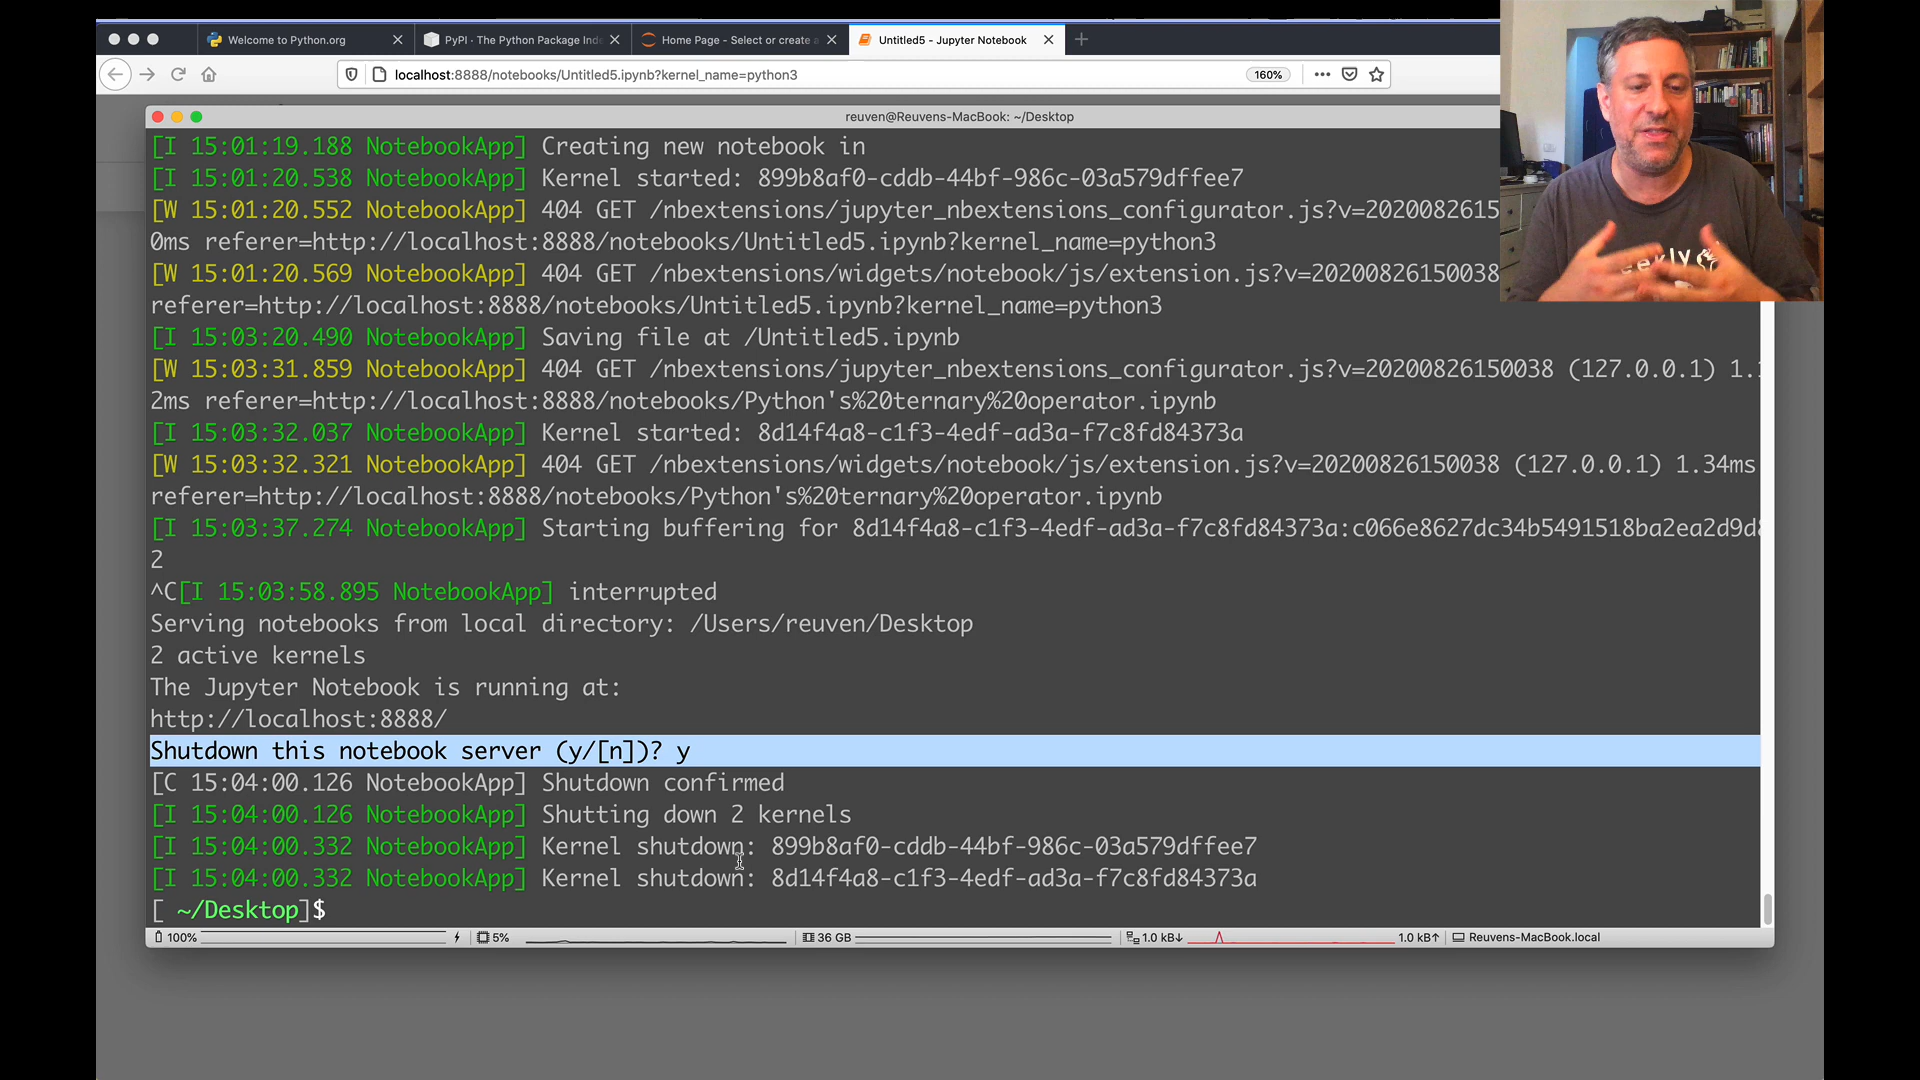 Welcome to Python.org
PyPI · The Python Package Inde
Home Page - Select or create a
Untitled5 - Jupyter Notebook
localhost:8888/notebooks/Untitled5.ipynb?kernel_name=python3
160%
reuven@Reuvens-MacBook: ~/Desktop
[I 15:01:19.188 NotebookApp] Creating new notebook in
[I 15:01:20.538 NotebookApp] Kernel started: 899b8af0-cddb-44bf-986c-03a579dffee7
[W 15:01:20.552 NotebookApp] 404 GET /nbextensions/jupyter_nbextensions_configurator.js?v=202008261５
0ms referer=http://localhost:8888/notebooks/Untitled5.ipynb?kernel_name=python3
[W 15:01:20.569 NotebookApp] 404 GET /nbextensions/widgets/notebook/js/extension.js?v=20200826150038
referer=http://localhost:8888/notebooks/Untitled5.ipynb?kernel_name=python3
[I 15:03:20.490 NotebookApp] Saving file at /Untitled5.ipynb
[W 15:03:31.859 NotebookApp] 404 GET /nbextensions/jupyter_nbextensions_configurator.js?v=20200826150038 (127.0.0.1) 1.
2ms referer=http://localhost:8888/notebooks/Python's%20ternary%20operator.ipynb
[I 15:03:32.037 NotebookApp] Kernel started: 8d14f4a8-c1f3-4edf-ad3a-f7c8fd84373a
[W 15:03:32.321 NotebookApp] 404 GET /nbextensions/widgets/notebook/js/extension.js?v=20200826150038 (127.0.0.1) 1.34ms
referer=http://localhost:8888/notebooks/Python's%20ternary%20operator.ipynb
[I 15:03:37.274 NotebookApp] Starting buffering for 8d14f4a8-c1f3-4edf-ad3a-f7c8fd84373a:c066e8627dc34b5491518ba2ea2d9d
2
^C[I 15:03:58.895 NotebookApp] interrupted
Serving notebooks from local directory: /Users/reuven/Desktop
2 active kernels
The Jupyter Notebook is running at:
http://localhost:8888/
Shutdown this notebook server (y/[n])? y
[C 15:04:00.126 NotebookApp] Shutdown confirmed
[I 15:04:00.126 NotebookApp] Shutting down 2 kernels
[I 15:04:00.332 NotebookApp] Kernel shutdown: 899b8af0-cddb-44bf-986c-03a579dffee7
[I 15:04:00.332 NotebookApp] Kernel shutdown: 8d14f4a8-c1f3-4edf-ad3a-f7c8fd84373a
[ ~/Desktop]$
100% 5% 36 GB 1.0 kB↓ 1.0 kB↑ Reuvens-MacBook.local